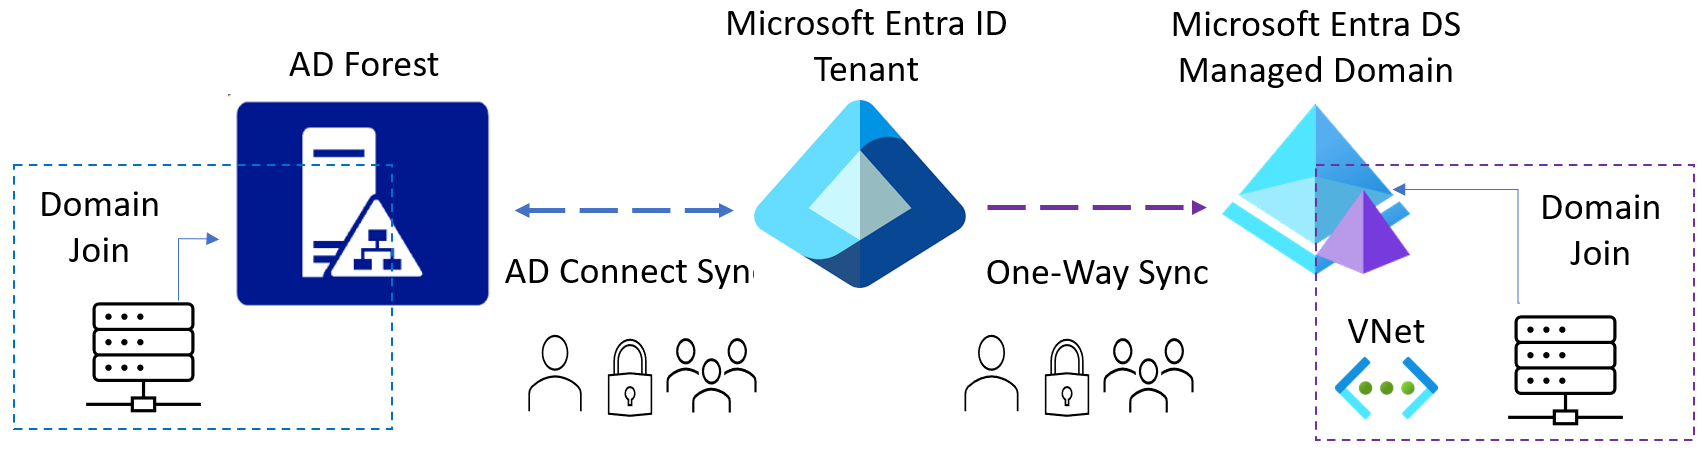 AD Forest
Microsoft Entra ID
Tenant
Microsoft Entra DS
Managed Domain
Domain
Join
AD Connect Syn
One-Way Sync
Domain
Join
VNet